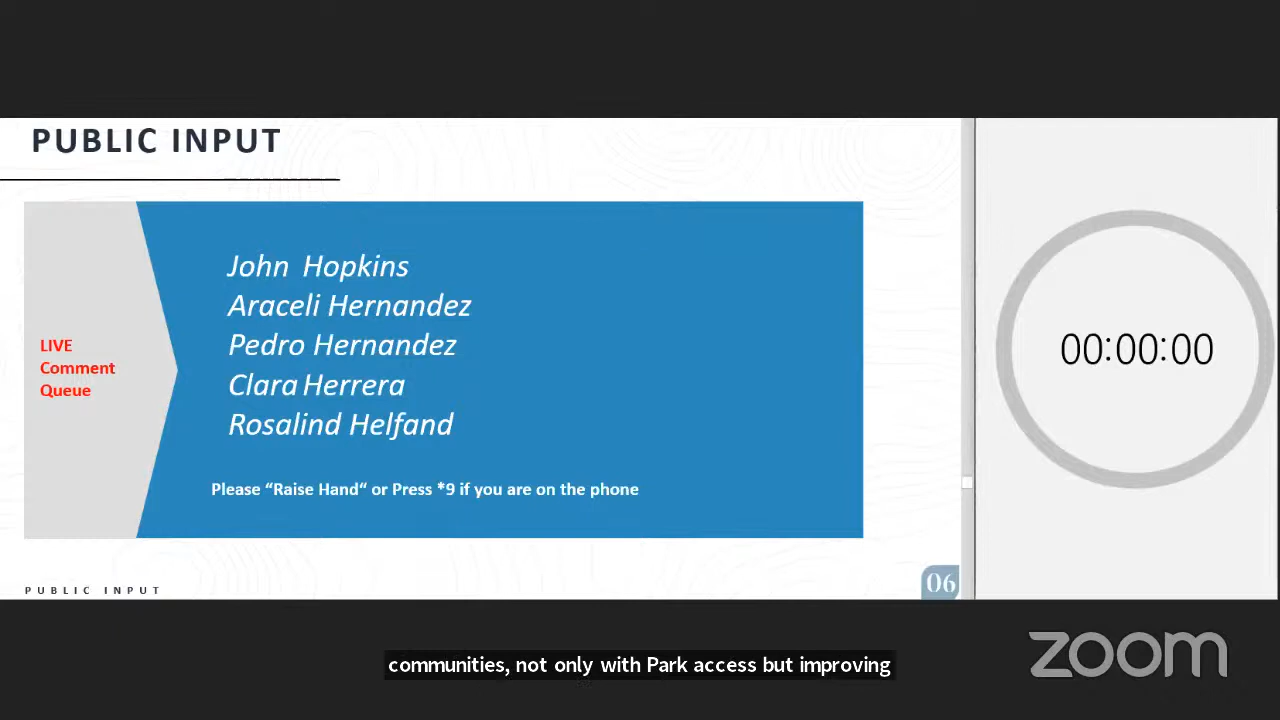 PUBLIC INPUT
John Hopkins
Araceli Hernandez
Pedro Hernandez
Clara Herrera
Rosalind Helfand
LIVE
Comment
Queue
Please “Raise Hand“ or Press *9 if you are on the phone
00:00:00
PUBLIC INPUT
06
communities, not only with Park access but improving
zoom